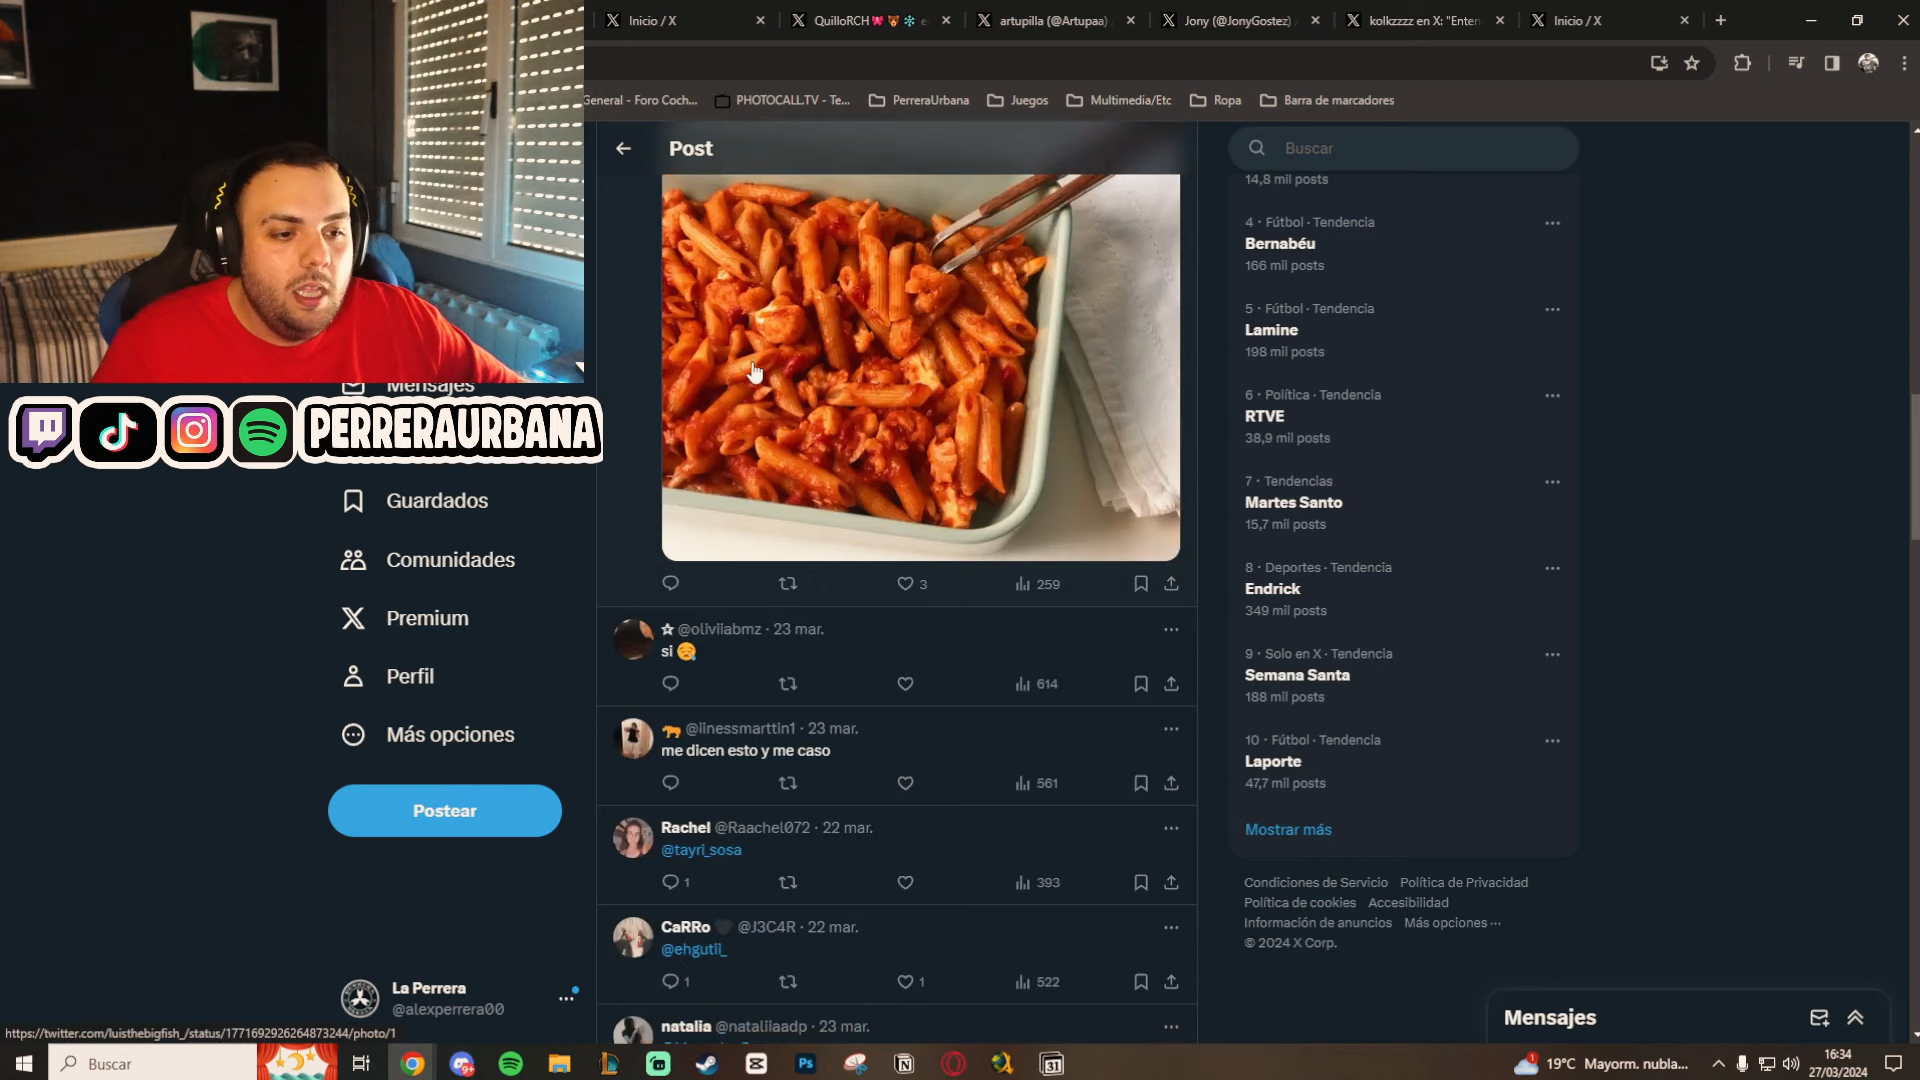 Inicio / X
QuilloRCH
artupilla (@Artupaa)
Jony (@JonyGostez)
kolkzzzz en X: "Enten
Inicio / X
General - Foro Coch...
PHOTOCALL.TV - Te...
PerreraUrbana
Juegos
Multimedia/Etc
Ropa
Barra de marcadores
Post
Buscar
14,8 mil posts
4 · Fútbol · Tendencia
Bernabéu
166 mil posts
5 · Fútbol · Tendencia
Lamine
198 mil posts
6 · Política · Tendencia
RTVE
38,9 mil posts
7 · Tendencias
Martes Santo
15,7 mil posts
8 · Deportes · Tendencia
Endrick
349 mil posts
9 · Solo en X · Tendencia
Semana Santa
188 mil posts
10 · Fútbol · Tendencia
Laporte
47,7 mil posts
Mostrar más
Condiciones de Servicio Política de Privacidad
Política de cookies Accesibilidad
Información de anuncios Más opciones ···
© 2024 X Corp.
Mensajes
PERRERAURBANA
Guardados
Comunidades
Premium
Perfil
Más opciones
Postear
La Perrera
@alexperrera00
3 259
@oliviiabmz · 23 mar.
si
614
@iinessmarttin1 · 23 mar.
me dicen esto y me caso
561
Rachel @Raachel072 · 22 mar.
@tayri_sosa
1 393
CaRRo @J3C4R · 22 mar.
@ehgutii_
1 1 522
natalia @nataliiaadp · 23 mar.
Mensajes
https://twitter.com/luisthebigfish_/status/1771692926264873244/photo/1
Buscar
19°C Mayorm. nubla...
16:34
27/03/2024